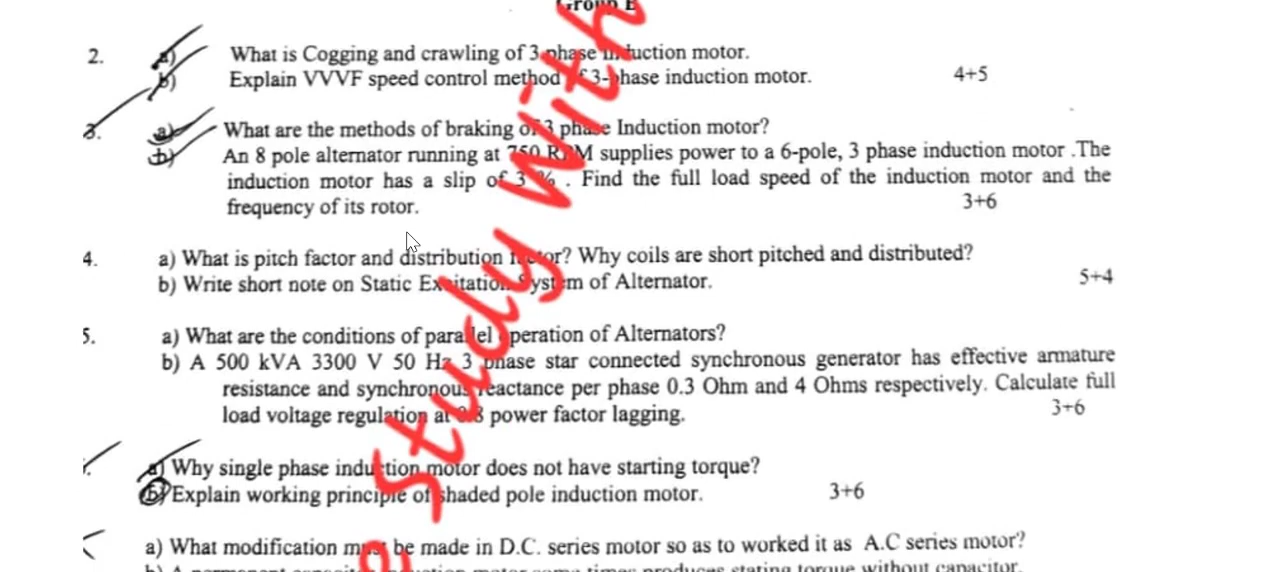 Group B
2. a) What is Cogging and crawling of 3-phase Induction motor.
b) Explain VVVF speed control method of 3-phase induction motor. 4+5
3. a) What are the methods of braking of 3 phase Induction motor?
b) An 8 pole alternator running at 750 RPM supplies power to a 6-pole, 3 phase induction motor .The
induction motor has a slip of 3 % . Find the full load speed of the induction motor and the
frequency of its rotor. 3+6
4. a) What is pitch factor and distribution factor? Why coils are short pitched and distributed?
b) Write short note on Static Excitation System of Alternator. 5+4
5. a) What are the conditions of parallel operation of Alternators?
b) A 500 kVA 3300 V 50 Hz 3 phase star connected synchronous generator has effective armature
resistance and synchronous reactance per phase 0.3 Ohm and 4 Ohms respectively. Calculate full
load voltage regulation at 0.8 power factor lagging. 3+6
a) Why single phase induction motor does not have starting torque?
b) Explain working principle of shaded pole induction motor. 3+6
a) What modification must be made in D.C. series motor so as to worked it as A.C series motor?
torque without capacitor.
Study With